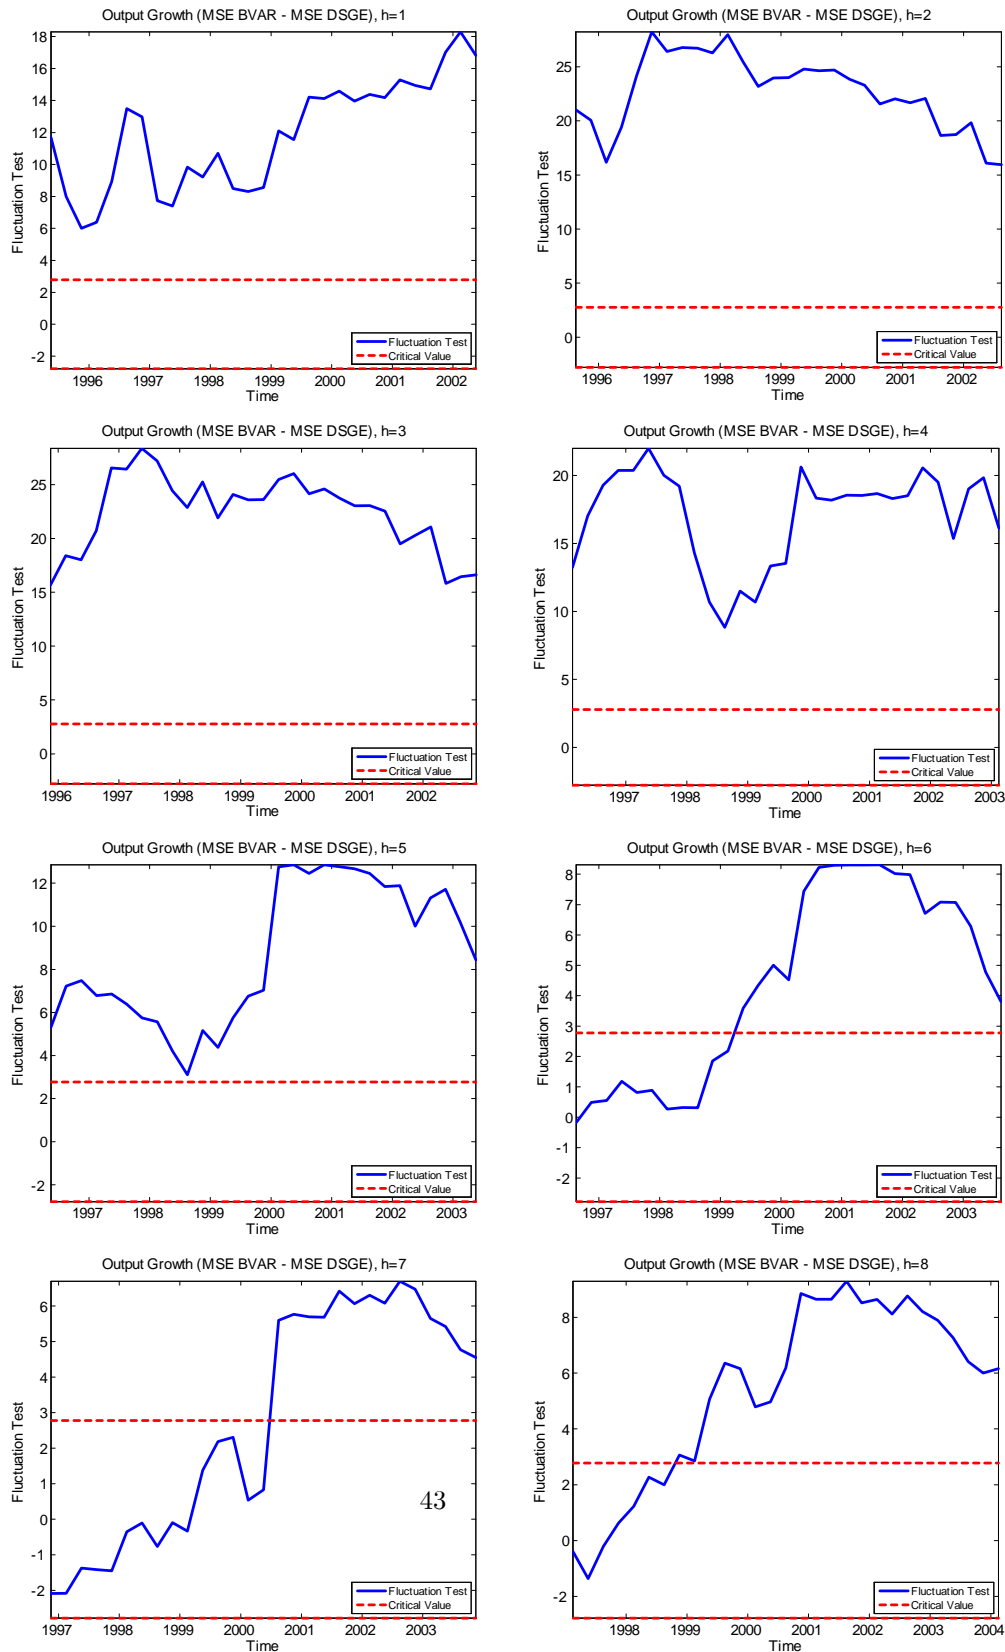 Output Growth (MSE BVAR - MSE DSGE), h=1
Fluctuation Test
18
16
14
12
10
8
6
4
2
0
-2
1996 1997 1998 1999 2000 2001 2002
Time
Fluctuation Test
Critical Value
Output Growth (MSE BVAR - MSE DSGE), h=2
Fluctuation Test
25
20
15
10
5
0
1996 1997 1998 1999 2000 2001 2002
Time
Fluctuation Test
Critical Value
Output Growth (MSE BVAR - MSE DSGE), h=3
Fluctuation Test
25
20
15
10
5
0
1996 1997 1998 1999 2000 2001 2002
Time
Fluctuation Test
Critical Value
Output Growth (MSE BVAR - MSE DSGE), h=4
Fluctuation Test
20
15
10
5
0
1997 1998 1999 2000 2001 2002 2003
Time
Fluctuation Test
Critical Value
Output Growth (MSE BVAR - MSE DSGE), h=5
Fluctuation Test
12
10
8
6
4
2
0
-2
1997 1998 1999 2000 2001 2002 2003
Time
Fluctuation Test
Critical Value
Output Growth (MSE BVAR - MSE DSGE), h=6
Fluctuation Test
8
7
6
5
4
3
2
1
0
-1
-2
1997 1998 1999 2000 2001 2002 2003
Time
Fluctuation Test
Critical Value
Output Growth (MSE BVAR - MSE DSGE), h=7
Fluctuation Test
6
5
4
3
2
1
0
-1
-2
1997 1998 1999 2000 2001 2002 2003
Time
Fluctuation Test
Critical Value
Output Growth (MSE BVAR - MSE DSGE), h=8
Fluctuation Test
8
6
4
2
0
-2
1998 1999 2000 2001 2002 2003 2004
Time
Fluctuation Test
Critical Value
43